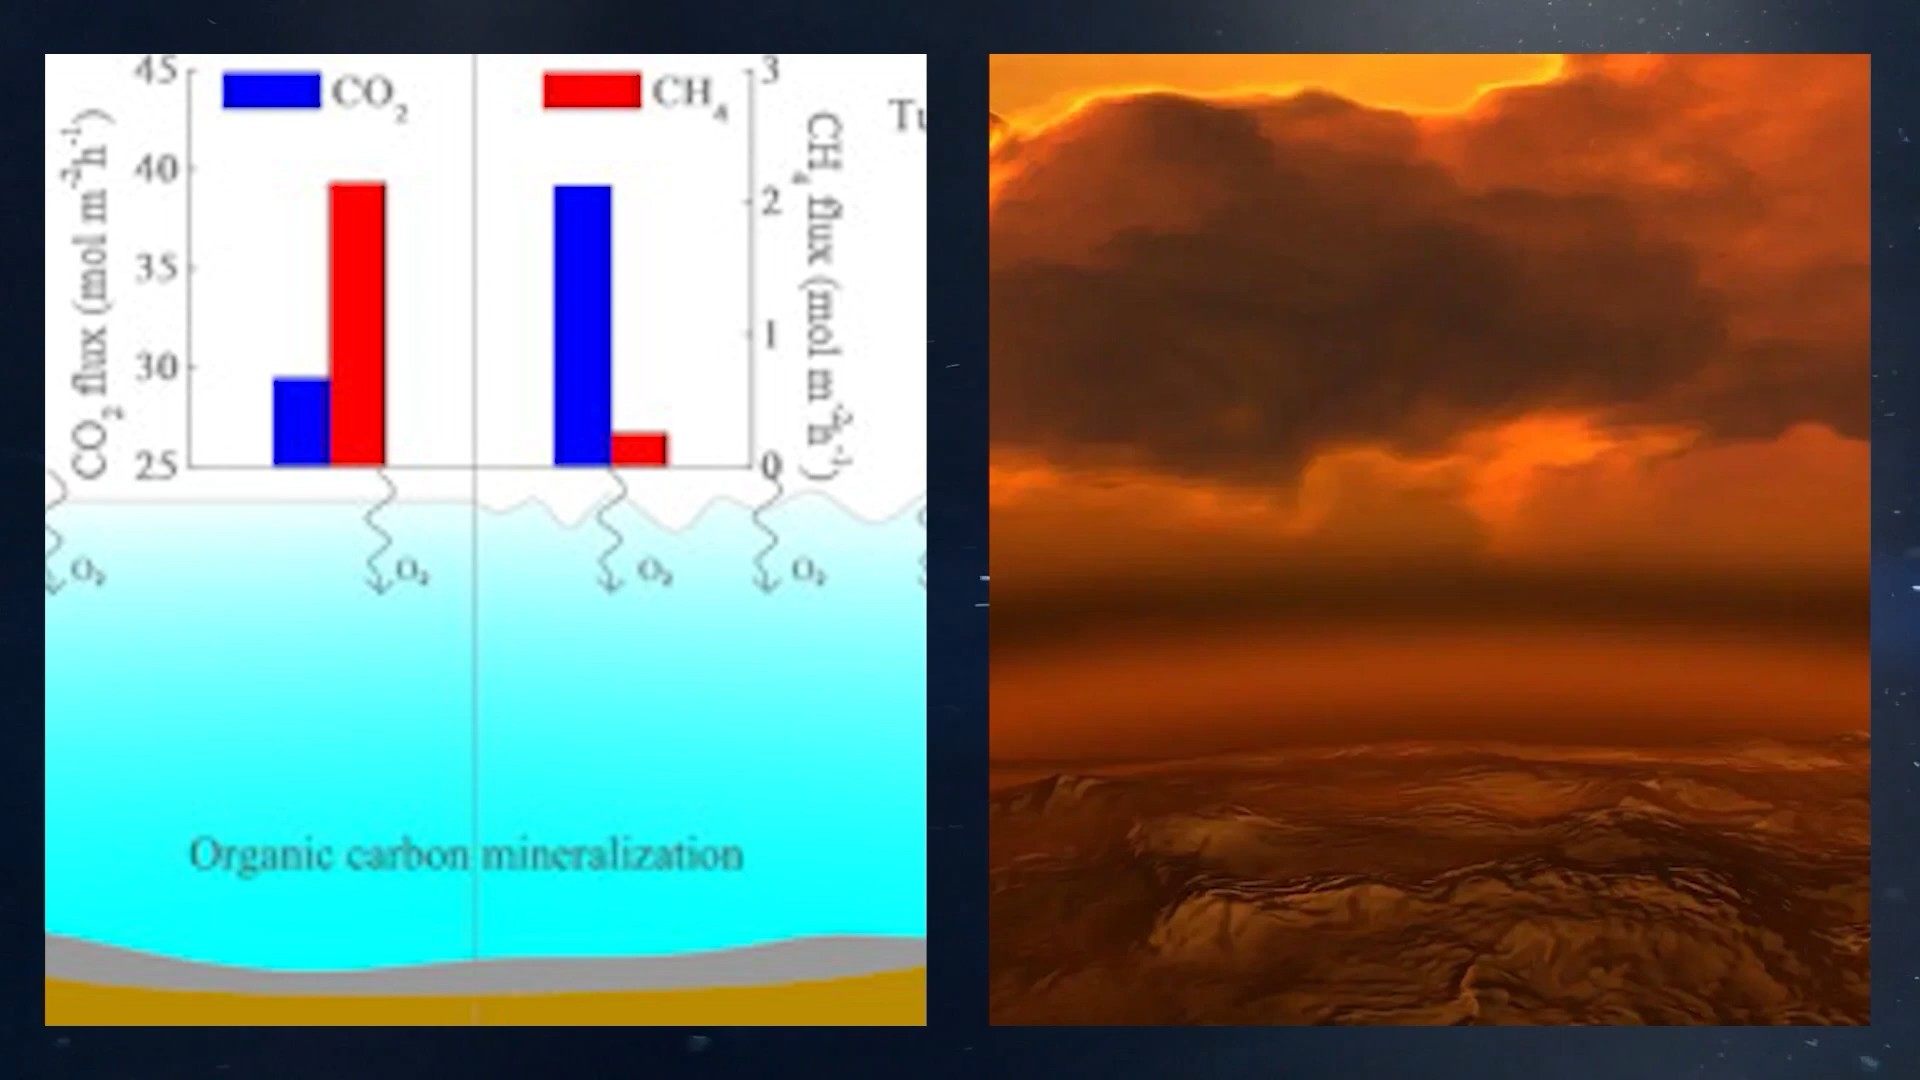 45
40
35
30
25
CO₂ flux (mol m⁻²h⁻¹)
CO₂
CH₄
3
2
1
0
CH₄ flux (mol m⁻²h⁻¹)
O₂
O₂
O₂
O₂
Organic carbon mineralization